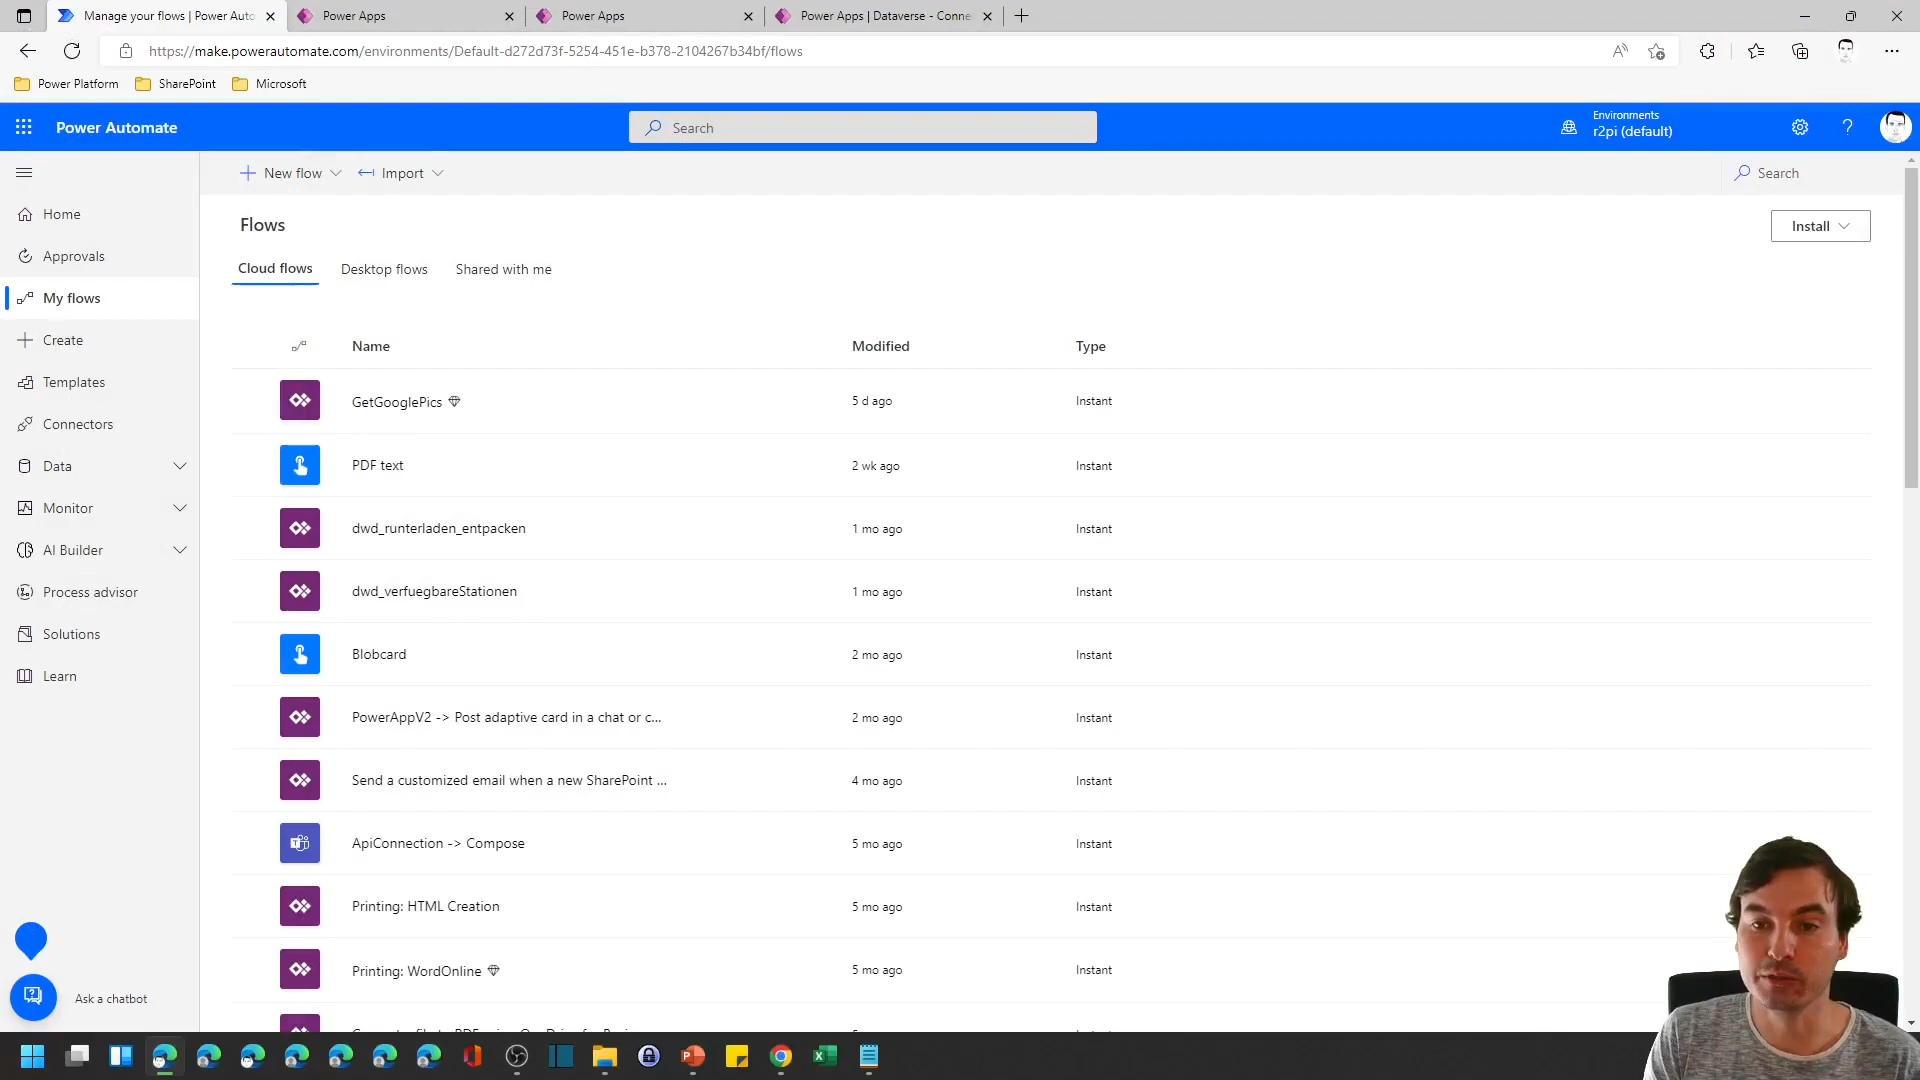 Manage your flows | Power Auto
Power Apps
Power Apps
Power Apps | Dataverse - Conne
https://make.powerautomate.com/environments/Default-d272d73f-5254-451e-b378-2104267b34bf/flows
Power Platform
SharePoint
Microsoft
Power Automate
Search
Environments
r2pi (default)
New flow
Import
Search
Home
Approvals
My flows
Create
Templates
Connectors
Data
Monitor
AI Builder
Process advisor
Solutions
Learn
Ask a chatbot
Flows
Install
Cloud flows
Desktop flows
Shared with me
Name Modified Type
GetGooglePics 5 d ago Instant
PDF text 2 wk ago Instant
dwd_runterladen_entpacken 1 mo ago Instant
dwd_verfuegbareStationen 1 mo ago Instant
Blobcard 2 mo ago Instant
PowerAppV2 -> Post adaptive card in a chat or c... 2 mo ago Instant
Send a customized email when a new SharePoint ... 4 mo ago Instant
ApiConnection -> Compose 5 mo ago Instant
Printing: HTML Creation 5 mo ago Instant
Printing: WordOnline 5 mo ago Instant